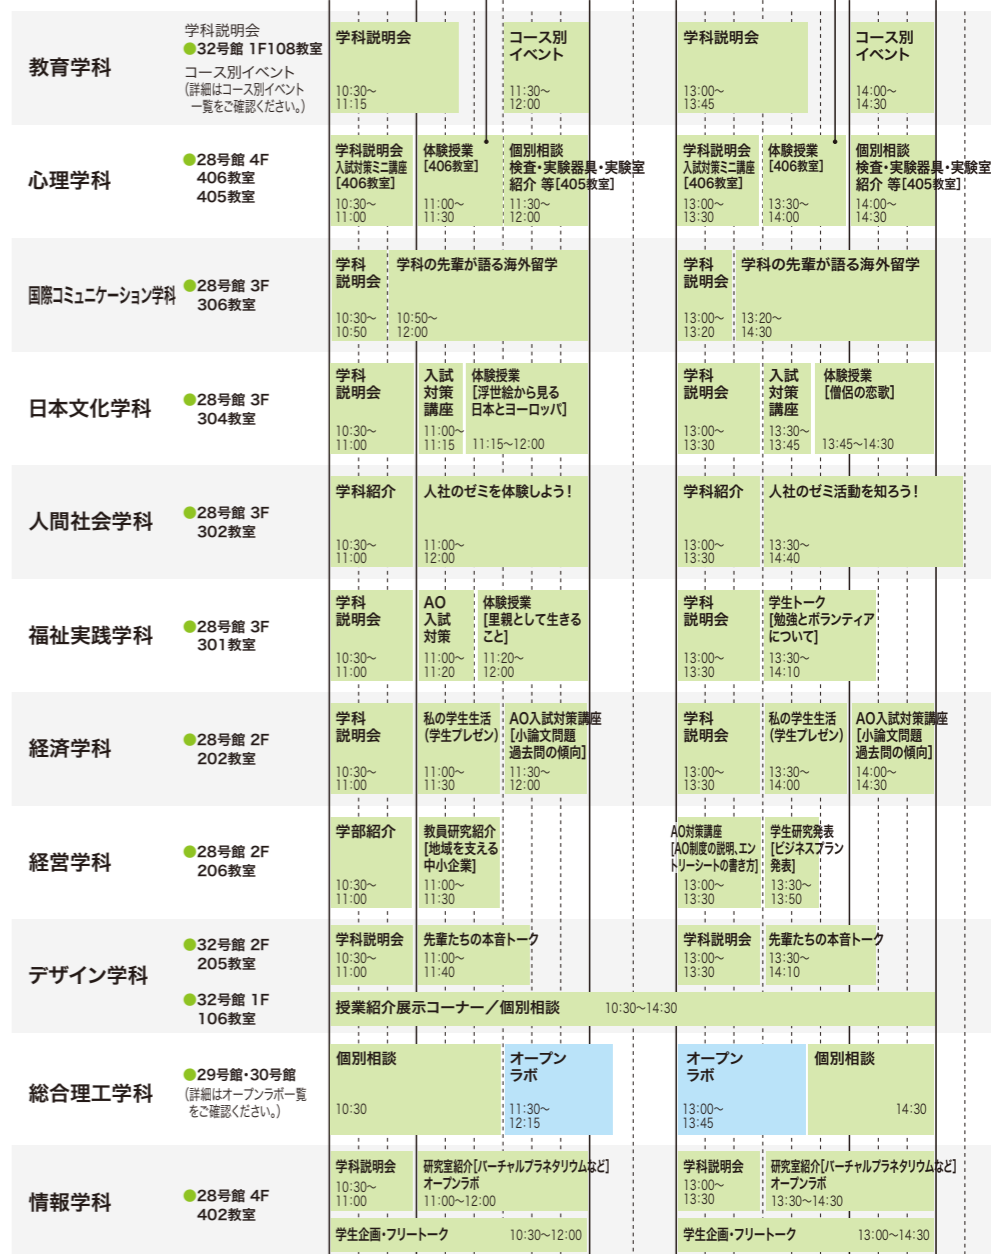 教育学科
学科説明会
●32号館 1F108教室
コース別イベント
(詳細はコース別イベント
一覧をご確認ください。)
学科説明会
10:30〜
11:15
コース別
イベント
11:30〜
12:00
学科説明会
13:00〜
13:45
コース別
イベント
14:00〜
14:30
心理学科
●28号館 4F
406教室
405教室
学科説明会
入試対策ミニ講座
[406教室]
10:30〜
11:00
体験授業
[406教室]
11:00〜
11:30
個別相談
検査・実験器具・実験室
紹介 等[405教室]
11:30〜
12:00
学科説明会
入試対策ミニ講座
[406教室]
13:00〜
13:30
体験授業
[406教室]
13:30〜
14:00
個別相談
検査・実験器具・実験室
紹介 等[405教室]
14:00〜
14:30
国際コミュニケーション学科
●28号館 3F
306教室
学科
説明会
10:30〜
10:50
学科の先輩が語る海外留学
10:50〜
12:00
学科
説明会
13:00〜
13:20
学科の先輩が語る海外留学
13:20〜
14:30
日本文化学科
●28号館 3F
304教室
学科
説明会
10:30〜
11:00
入試
対策
講座
11:00〜
11:15
体験授業
[浮世絵から見る
日本とヨーロッパ]
11:15〜12:00
学科
説明会
13:00〜
13:30
入試
対策
講座
13:30〜
13:45
体験授業
[僧侶の恋歌]
13:45〜14:30
人間社会学科
●28号館 3F
302教室
学科紹介
10:30〜
11:00
人社のゼミを体験しよう！
11:00〜
12:00
学科紹介
13:00〜
13:30
人社のゼミ活動を知ろう！
13:30〜
14:40
福祉実践学科
●28号館 3F
301教室
学科
説明会
10:30〜
11:00
AO
入試
対策
11:00〜
11:20
体験授業
[里親として生きる
こと]
11:20〜
12:00
学科
説明会
13:00〜
13:30
学生トーク
[勉強とボランティア
について]
13:30〜
14:10
経済学科
●28号館 2F
202教室
学科
説明会
10:30〜
11:00
私の学生生活
(学生プレゼン)
11:00〜
11:30
AO入試対策講座
[小論文問題
過去問の傾向]
11:30〜
12:00
学科
説明会
13:00〜
13:30
私の学生生活
(学生プレゼン)
13:30〜
14:00
AO入試対策講座
[小論文問題
過去問の傾向]
14:00〜
14:30
経営学科
●28号館 2F
206教室
学部紹介
10:30〜
11:00
教員研究紹介
[地域を支える
中小企業]
11:00〜
11:30
AO対策講座
[AO制度の説明、エン
トリーシートの書き方]
13:00〜
13:30
学生研究発表
[ビジネスプラン
発表]
13:30〜
13:50
デザイン学科
●32号館 2F
205教室
●32号館 1F
106教室
学科説明会
10:30〜
11:00
先輩たちの本音トーク
11:00〜
11:40
学科説明会
13:00〜
13:30
先輩たちの本音トーク
13:30〜
14:10
授業紹介展示コーナー／個別相談 10:30〜14:30
総合理工学科
●29号館・30号館
(詳細はオープンラボ一覧
をご確認ください。)
個別相談
10:30
オープン
ラボ
11:30〜
12:15
オープン
ラボ
13:00〜
13:45
個別相談
14:30
情報学科
●28号館 4F
402教室
学科説明会
10:30〜
11:00
研究室紹介[バーチャルプラネタリウムなど]
オープンラボ
11:00〜12:00
学科説明会
13:00〜
13:30
研究室紹介[バーチャルプラネタリウムなど]
オープンラボ
13:30〜14:30
学生企画・フリートーク 10:30〜12:00
学生企画・フリートーク 13:00〜14:30